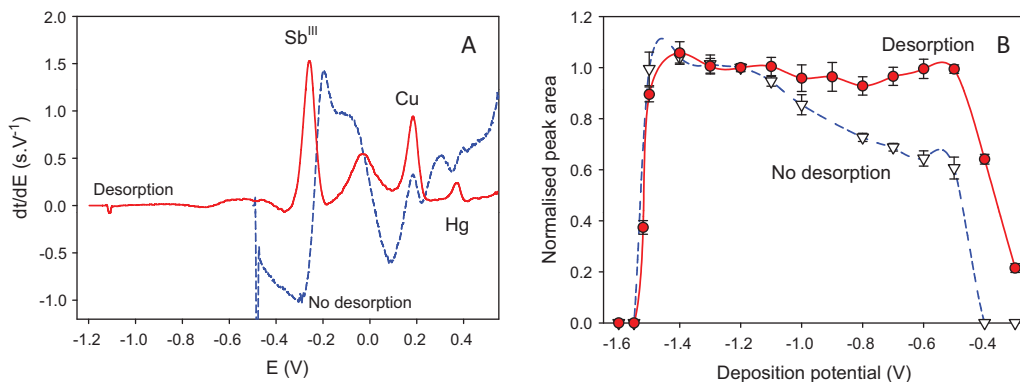 A
Sb^III
Cu
Desorption
Hg
No desorption
dt/dE (s.V-1)
2.0
1.5
1.0
0.5
0.0
-0.5
-1.0
-1.2 -1.0 -0.8 -0.6 -0.4 -0.2 0.0 0.2 0.4
E (V)
B
Desorption
No desorption
Normalised peak area
1.2
1.0
0.8
0.6
0.4
0.2
0.0
-1.6 -1.4 -1.2 -1.0 -0.8 -0.6 -0.4
Deposition potential (V)